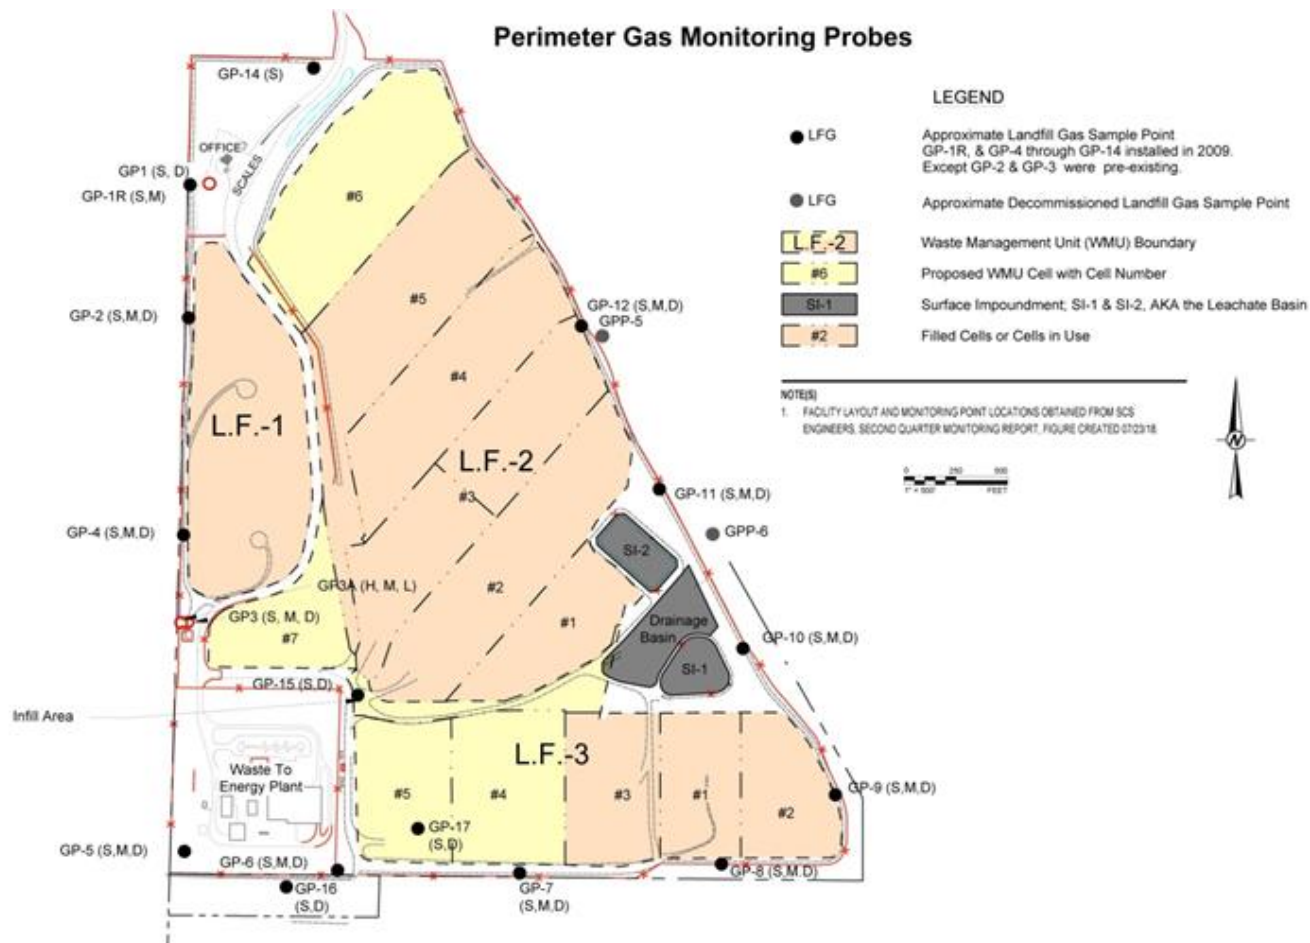 Perimeter Gas Monitoring Probes
LEGEND
LFG
Approximate Landfill Gas Sample Point
GP-1R, & GP-4 through GP-14 installed in 2009.
Except GP-2 & GP-3 were pre-existing.
LFG
Approximate Decommissioned Landfill Gas Sample Point
L.F.-2
Waste Management Unit (WMU) Boundary
#6
Proposed WMU Cell with Cell Number
SI-1
Surface Impoundment; SI-1 & SI-2, AKA the Leachate Basin
#2
Filled Cells or Cells in Use
NOTE(S)
1. FACILITY LAYOUT AND MONITORING POINT LOCATIONS OBTAINED FROM SCS
ENGINEERS, SECOND QUARTER MONITORING REPORT, FIGURE CREATED 07/23/18.
N
0 250 500
1" = 500' FEET
GP-14 (S)
OFFICE
SCALES
GP1 (S, D)
GP-1R (S,M)
#6
#5
GP-2 (S,M,D)
GP-12 (S,M,D)
GPP-5
#4
L.F.-1
L.F.-2
#3
GP-11 (S,M,D)
GP-4 (S,M,D)
GPP-6
SI-2
GP3A (H, M, L)
#2
GP3 (S, M, D)
#1
Drainage
Basin
#7
GP-10 (S,M,D)
SI-1
GP-15 (S,D)
Infill Area
L.F.-3
Waste To
Energy Plant
#5
#4
#3
#1
#2
GP-9 (S,M,D)
GP-17
(S,D)
GP-5 (S,M,D)
GP-6 (S,M,D)
GP-8 (S,M,D)
GP-16
(S,D)
GP-7
(S,M,D)